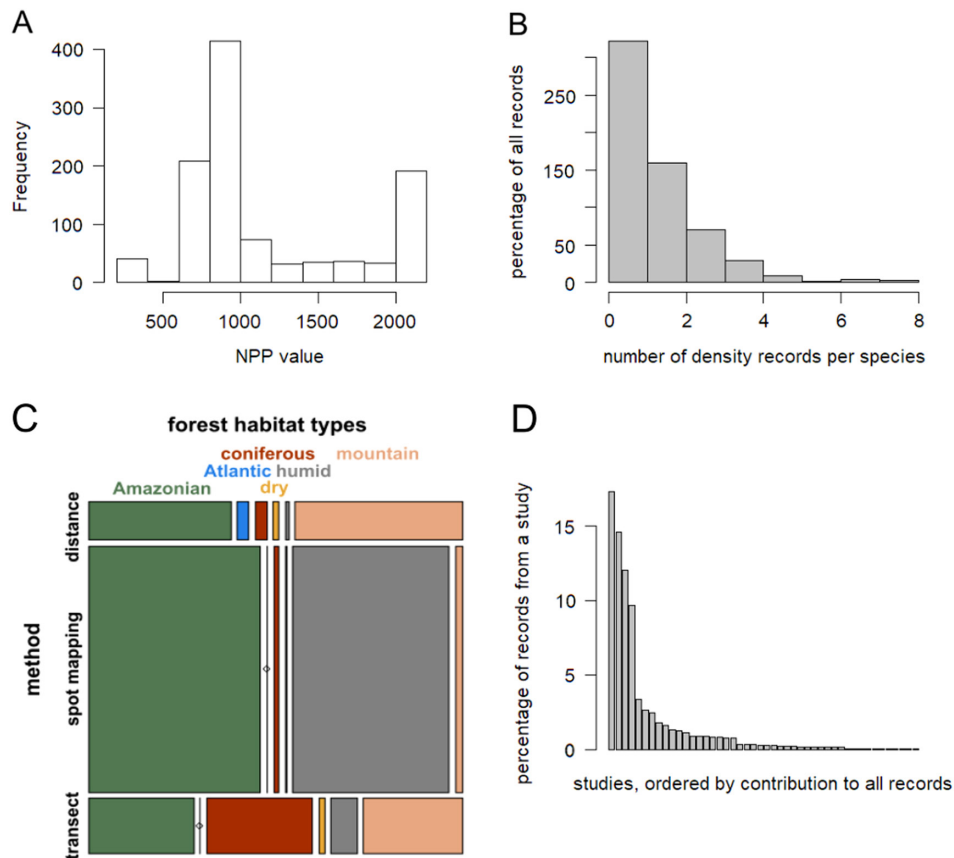 A
Frequency
400
300
200
100
0
500 1000 1500 2000
NPP value
B
percentage of all records
250
150
50
0
0 2 4 6 8
number of density records per species
C
forest habitat types
coniferous mountain
Atlantic humid
Amazonian dry
method
distance
spot mapping
transect
D
percentage of records from a study
15
10
5
0
studies, ordered by contribution to all records